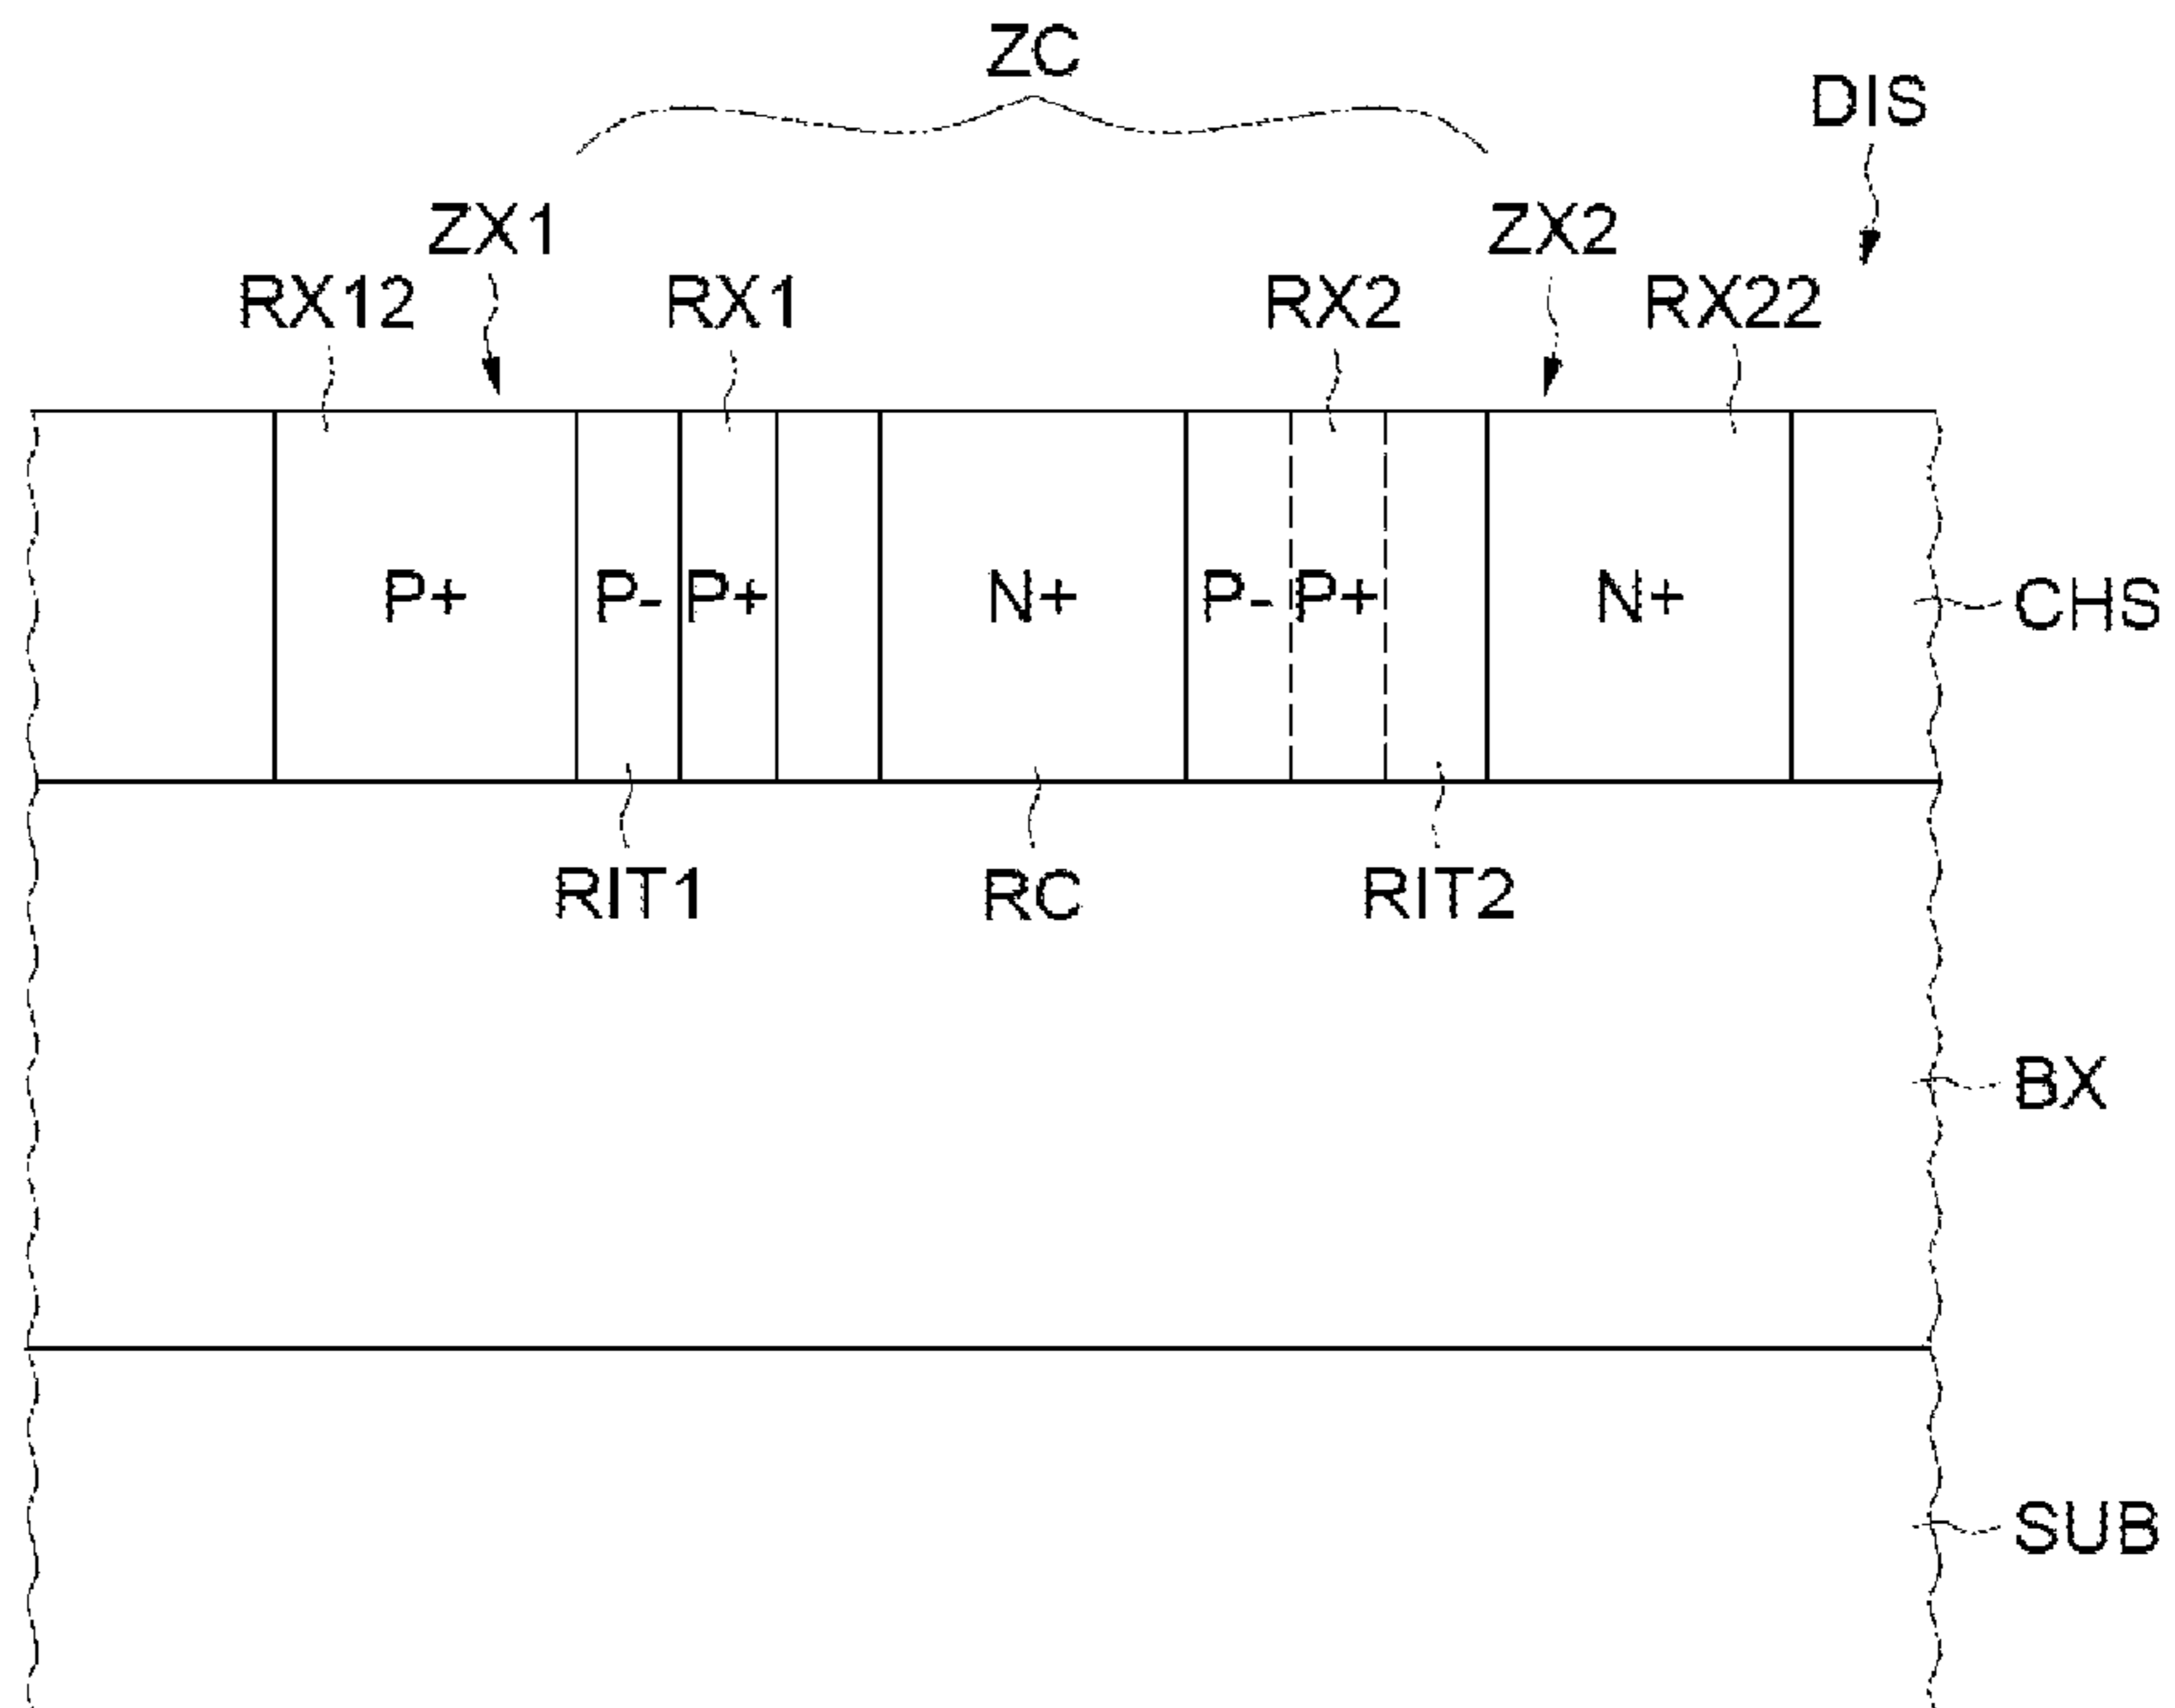 ZC
DIS
ZX1 ZX2
RX12 RX1 RX2 RX22
P+ P- P+ N+ P- P+ N+ CHS
RIT1 RC RIT2
BX
SUB